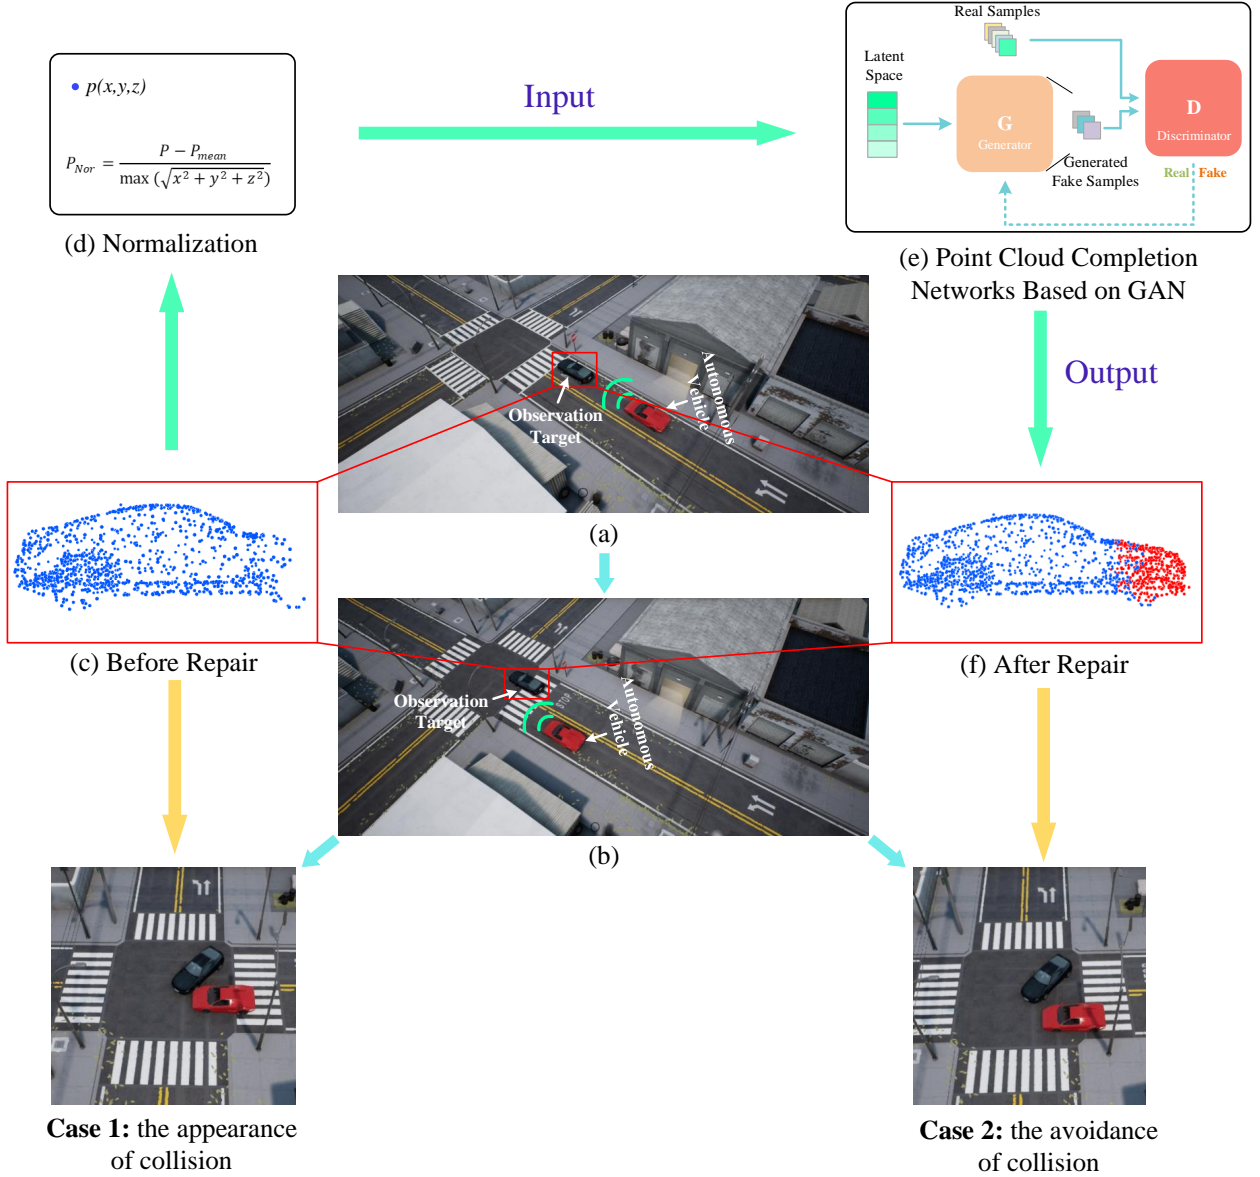 p(x,y,z)
P_Nor = (P − P_mean) / max (√(x² + y² + z²))
(d) Normalization
Input
Real Samples
Latent
Space
G
Generator
Generated
Fake Samples
D
Discriminator
Real Fake
(e) Point Cloud Completion
Networks Based on GAN
Output
Observation
Target
Autonomous
Vehicle
(a)
(c) Before Repair
(f) After Repair
STOP
Observation
Target
Autonomous
Vehicle
(b)
Case 1: the appearance
of collision
Case 2: the avoidance
of collision